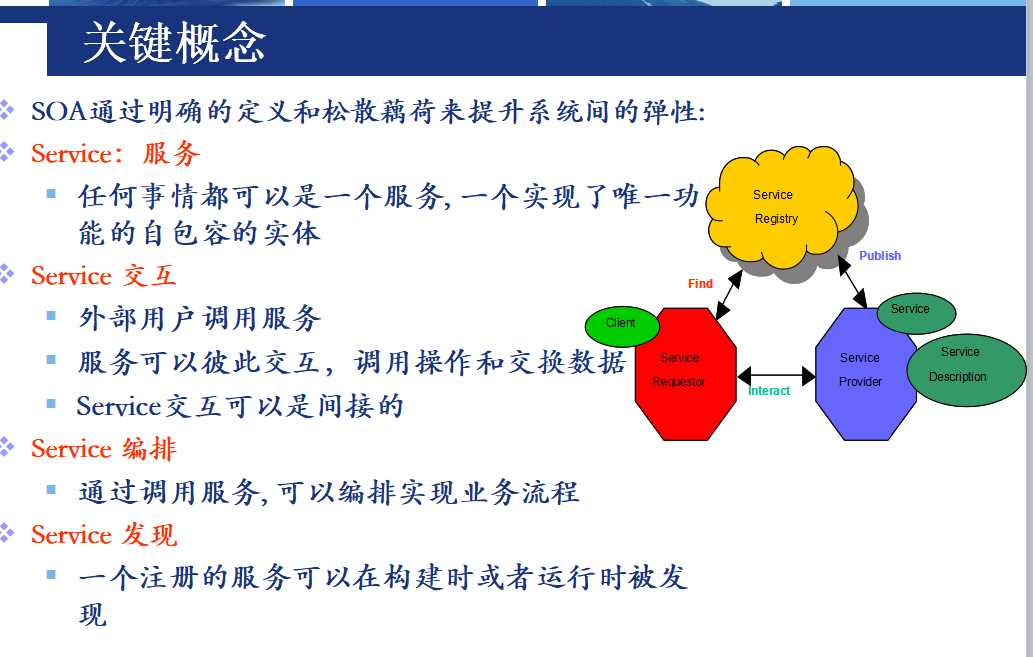 关键概念
SOA通过明确的定义和松散藕荷来提升系统间的弹性:
Service：服务
任何事情都可以是一个服务, 一个实现了唯一功
能的自包容的实体
Service 交互
外部用户调用服务
服务可以彼此交互，调用操作和交换数据
Service交互可以是间接的
Service 编排
通过调用服务, 可以编排实现业务流程
Service 发现
一个注册的服务可以在构建时或者运行时被发
现
Service
Registry
Find
Publish
Client
Service
Requestor
Interact
Service
Provider
Service
Service
Description